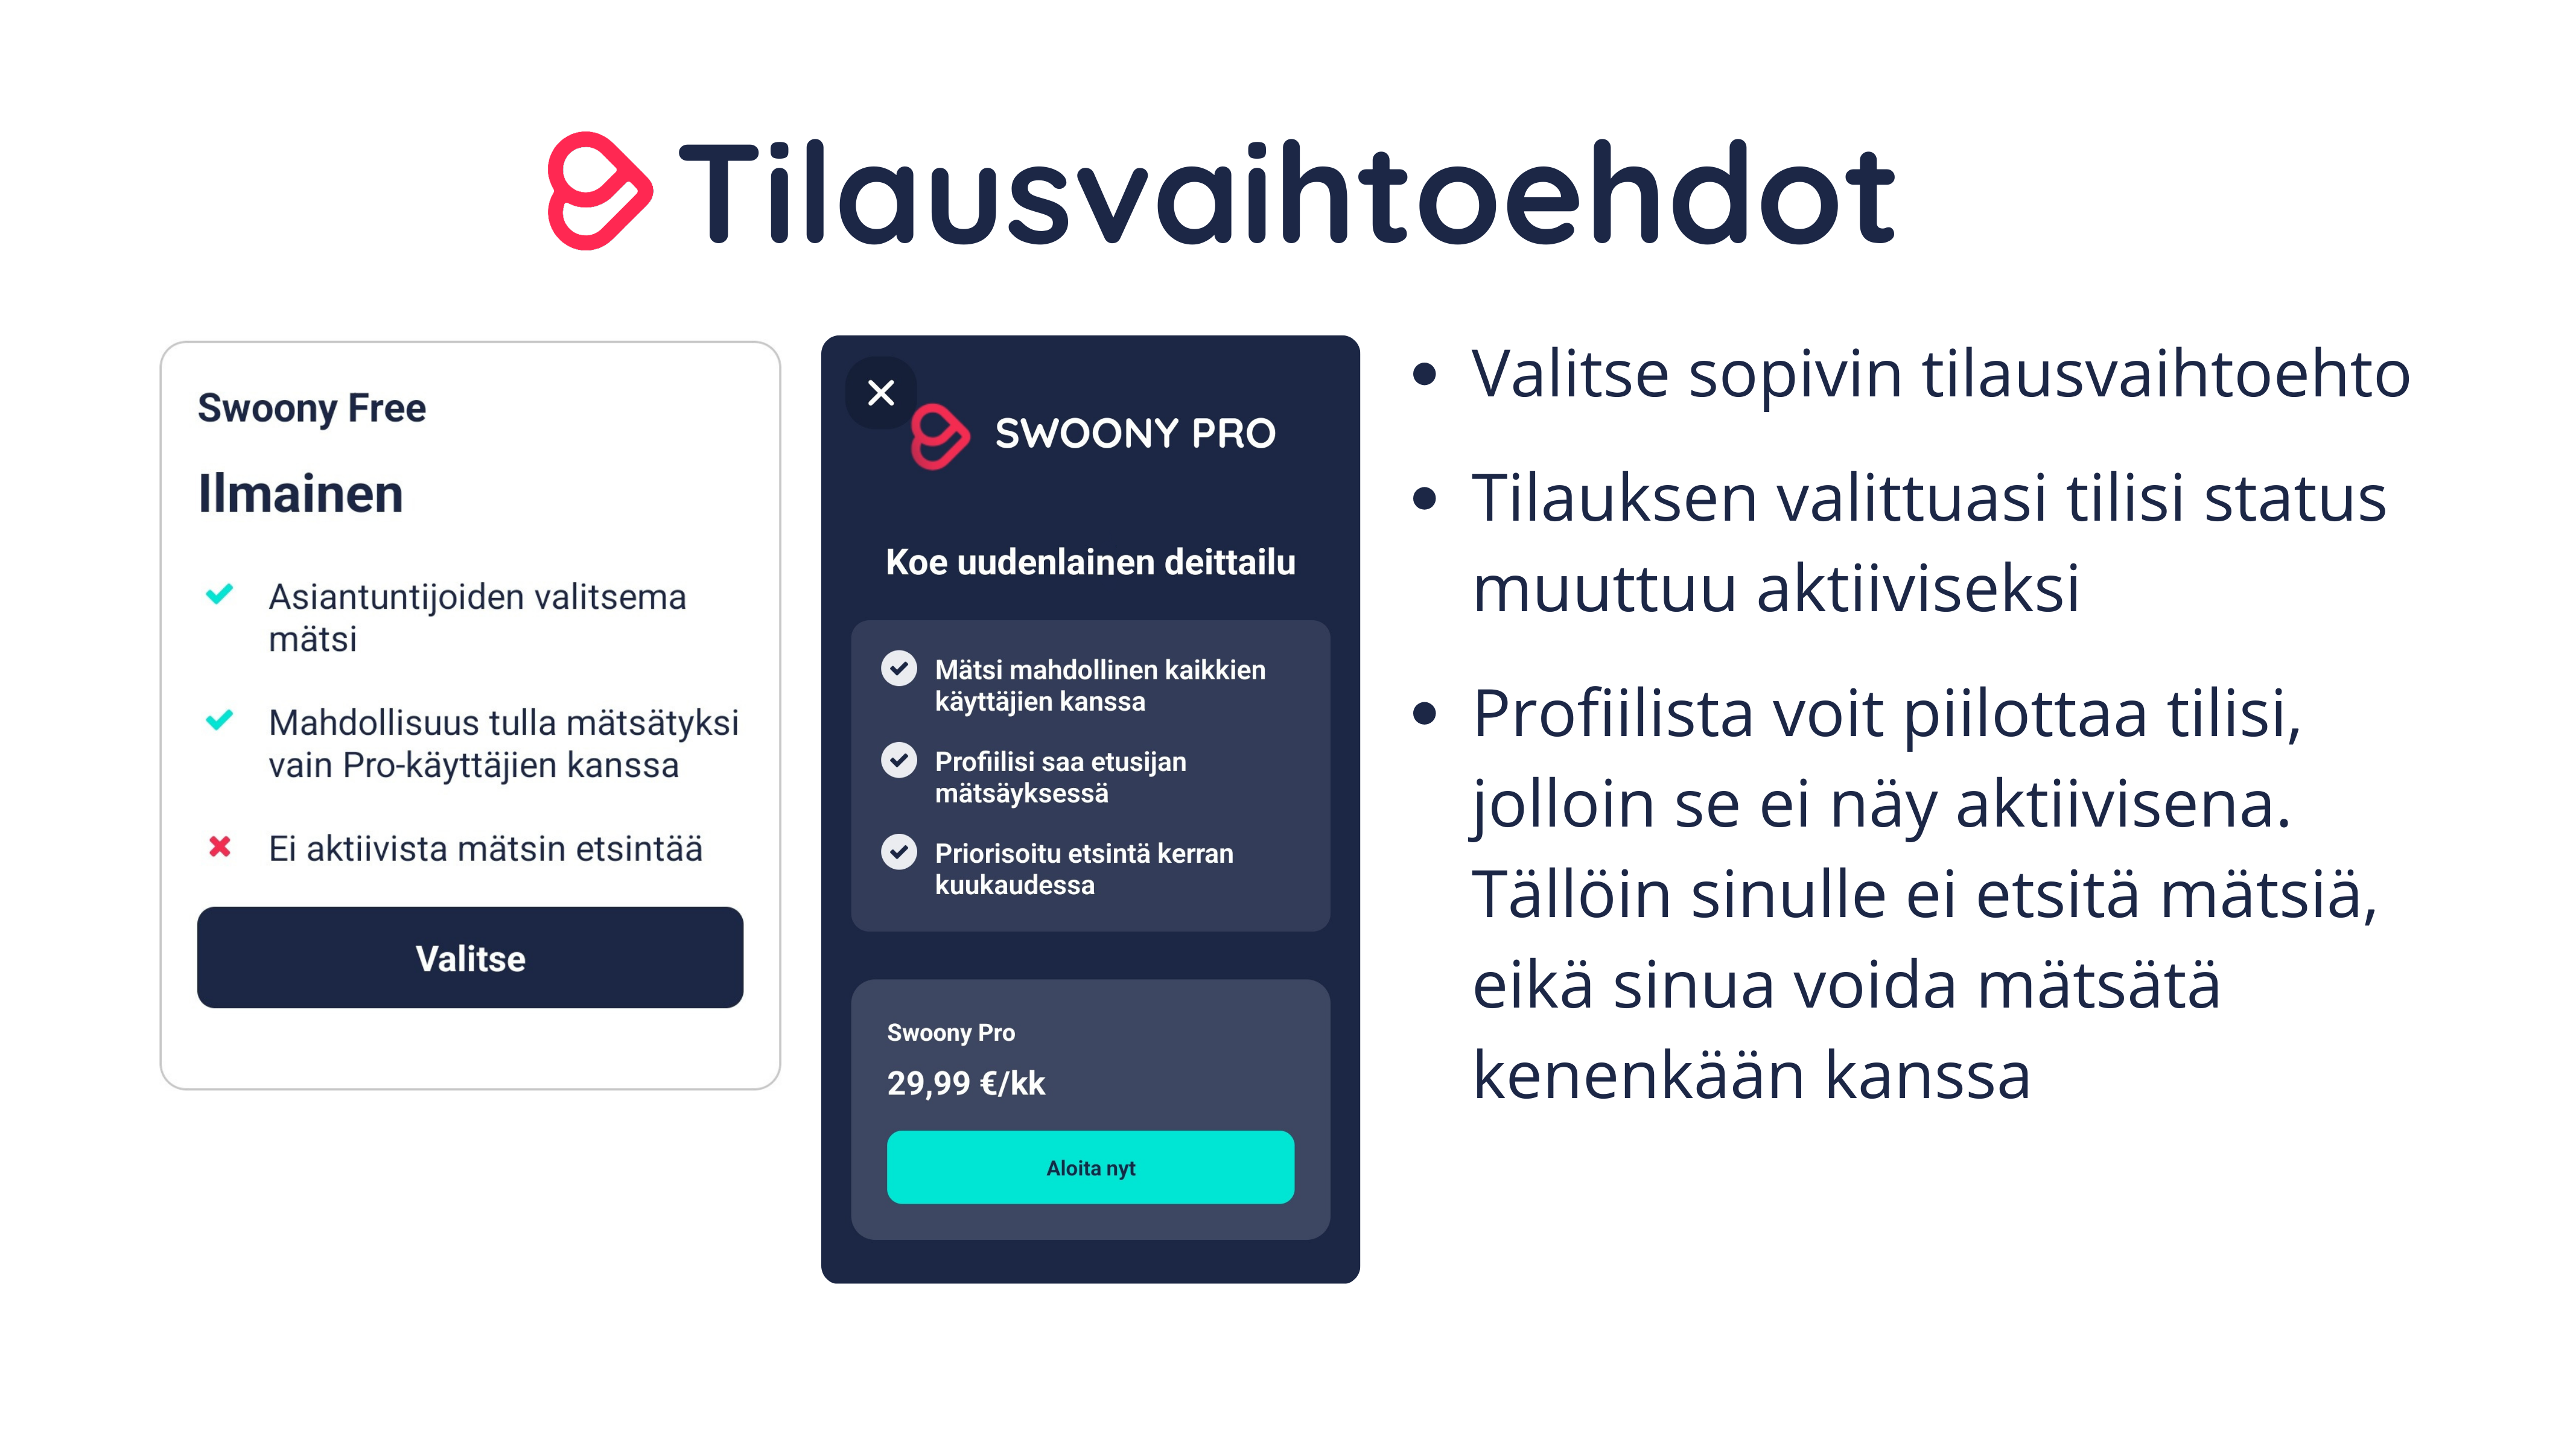 Tilausvaihtoehdot
Swoony Free
Ilmainen
Asiantuntijoiden valitsema
mätsi
Mahdollisuus tulla mätsätyksi
vain Pro-käyttäjien kanssa
Ei aktiivista mätsin etsintää
Valitse
SWOONY PRO
Koe uudenlainen deittailu
Mätsi mahdollinen kaikkien
käyttäjien kanssa
Profiilisi saa etusijan
mätsäyksessä
Priorisoitu etsintä kerran
kuukaudessa
Swoony Pro
29,99 €/kk
Aloita nyt
• Valitse sopivin tilausvaihtoehto
• Tilauksen valittuasi tilisi status
muuttuu aktiiviseksi
• Profiilista voit piilottaa tilisi,
jolloin se ei näy aktiivisena.
Tällöin sinulle ei etsitä mätsiä,
eikä sinua voida mätsätä
kenenkään kanssa